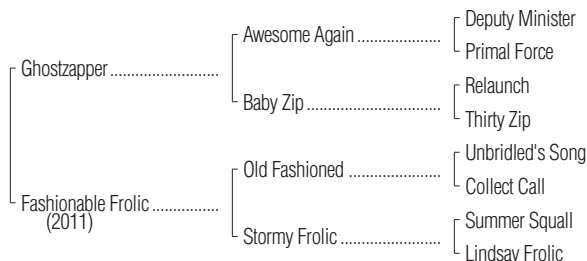 Deputy Minister
Awesome Again ....................
Primal Force
Ghostzapper ..........................
Relaunch
Baby Zip ................................
Thirty Zip
Unbridled's Song
Old Fashioned ......................
Collect Call
Fashionable Frolic ................
(2011)
Summer Squall
Stormy Frolic ........................
Lindsay Frolic